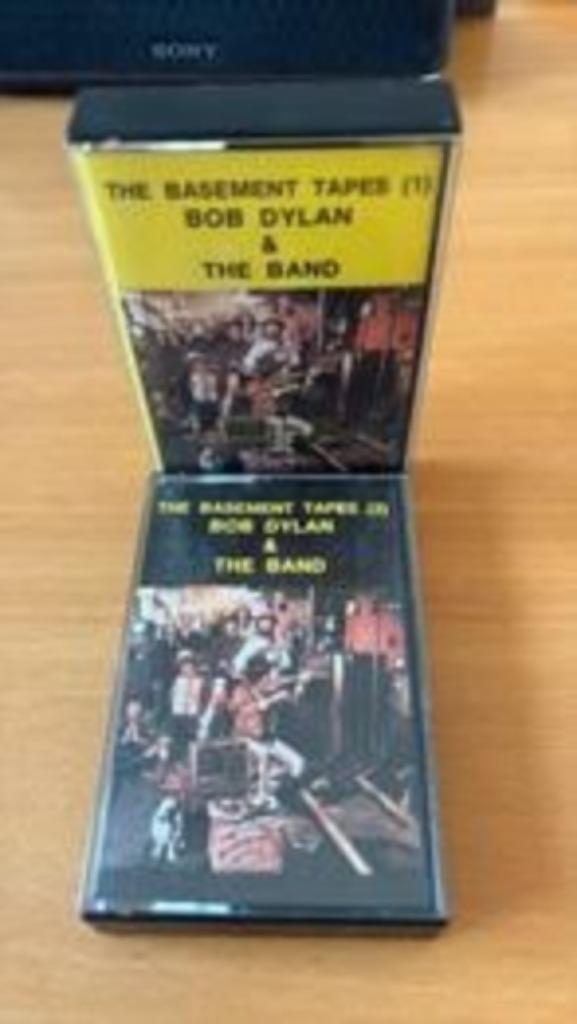 SONY
THE BASEMENT TAPES (1)
BOB DYLAN
&
THE BAND
THE BASEMENT TAPES (2)
BOB DYLAN
&
THE BAND